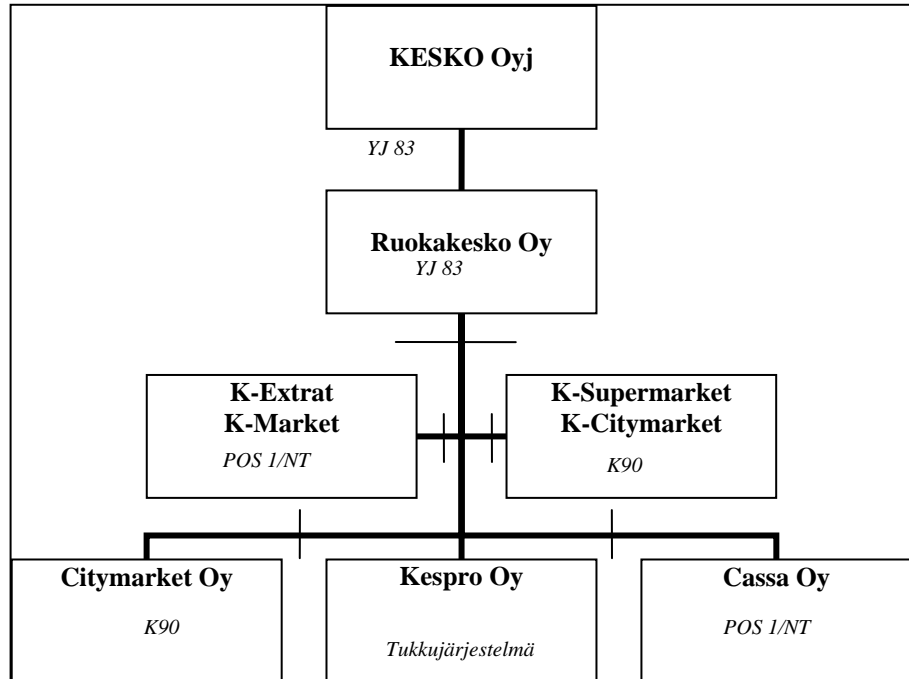 KESKO Oyj
YJ 83
Ruokakesko Oy
YJ 83
K-Extrat
K-Market
POS 1/NT
K-Supermarket
K-Citymarket
K90
Citymarket Oy
K90
Kespro Oy
Tukkujärjestelmä
Cassa Oy
POS 1/NT